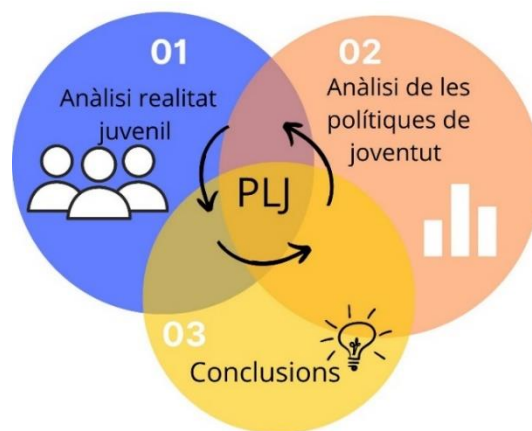 01
Anàlisi realitat
juvenil
02
Anàlisi de les
polítiques de
joventut
PLJ
03
Conclusions